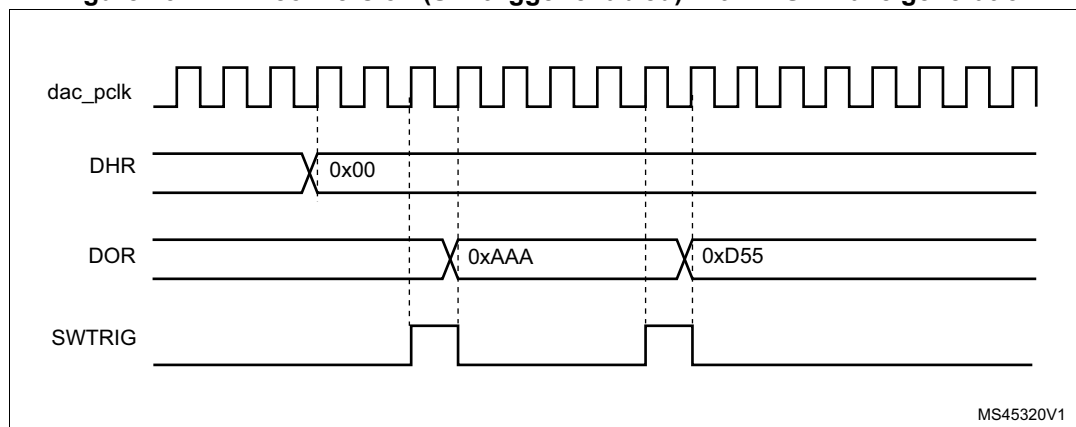 dac_pclk
DHR
0x00
DOR
0xAAA
0xD55
SWTRIG
MS45320V1